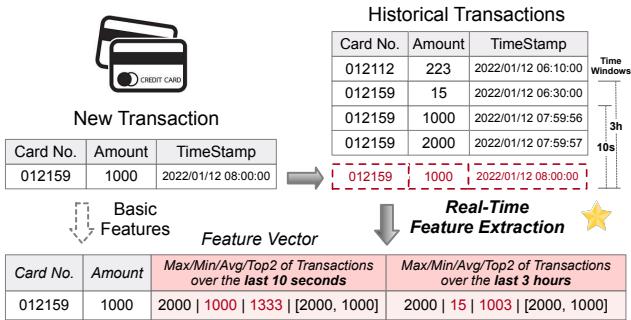 Historical Transactions
Card No. Amount TimeStamp
012112 223 2022/01/12 06:10:00
012159 15 2022/01/12 06:30:00
012159 1000 2022/01/12 07:59:56
012159 2000 2022/01/12 07:59:57
012159 1000 2022/01/12 08:00:00
Time
Windows
3h
10s
CREDIT CARD
New Transaction
Card No. Amount TimeStamp
012159 1000 2022/01/12 08:00:00
Basic
Features
Real-Time
Feature Extraction
Feature Vector
Card No. Amount
Max/Min/Avg/Top2 of Transactions
over the last 10 seconds
Max/Min/Avg/Top2 of Transactions
over the last 3 hours
012159 1000 2000 | 1000 | 1333 | [2000, 1000] 2000 | 15 | 1003 | [2000, 1000]